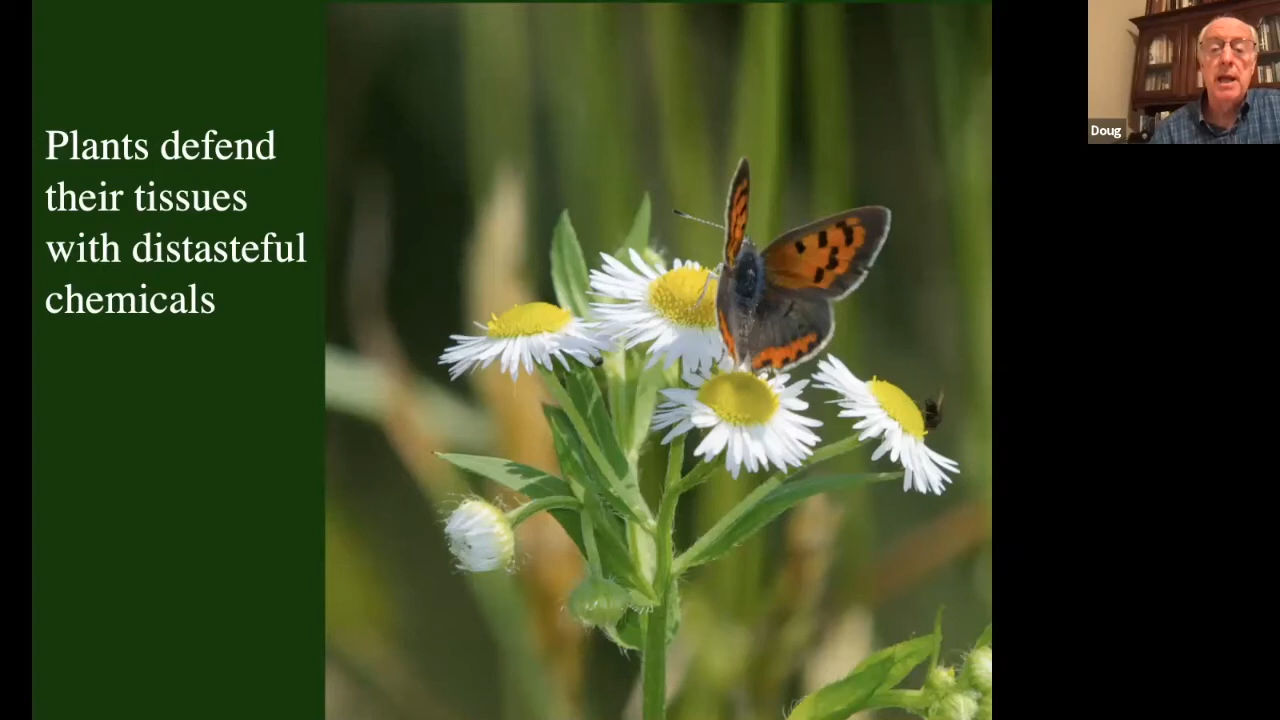 Plants defend
their tissues
with distasteful
chemicals
Doug